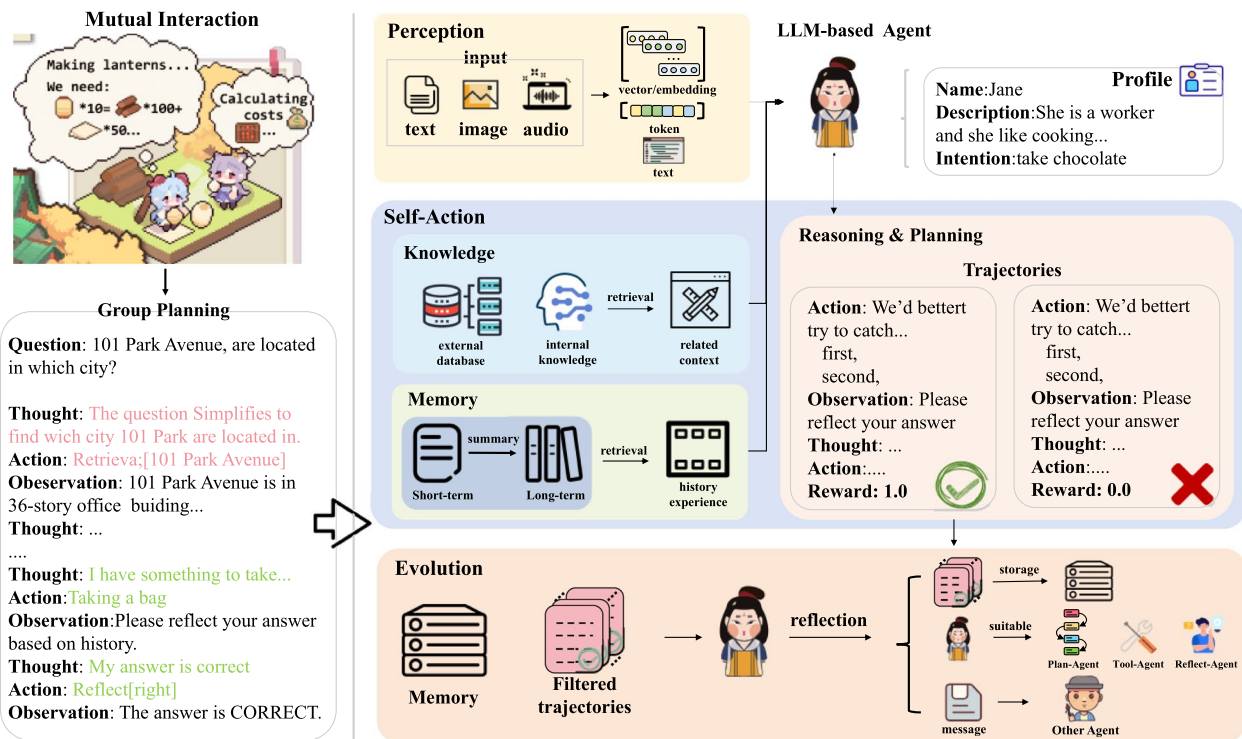 Mutual Interaction
Making lanterns...
We need:
*10= *100+
*50...
Calculating
costs
...
Group Planning
Question: 101 Park Avenue, are located
in which city?
Thought: The question Simplifies to
find wich city 101 Park are located in.
Action: Retrieva;[101 Park Avenue]
Obeservation: 101 Park Avenue is in
36-story office buiding...
Thought: ...
....
Thought: I have something to take...
Action:Taking a bag
Observation:Please reflect your answer
based on history.
Thought: My answer is correct
Action: Reflect[right]
Observation: The answer is CORRECT.
Perception
input
text
image
audio
...
vector/embedding
token
text
LLM-based Agent
Profile
Name:Jane
Description:She is a worker
and she like cooking...
Intention:take chocolate
Self-Action
Knowledge
external
database
internal
knowledge
retrieval
related
context
Memory
Short-term
summary
Long-term
retrieval
history
experience
Reasoning & Planning
Trajectories
Action: We'd bettert
try to catch...
first,
second,
Observation: Please
reflect your answer
Thought: ...
Action:....
Reward: 1.0
Action: We'd bettert
try to catch...
first,
second,
Observation: Please
reflect your answer
Thought: ...
Action:....
Reward: 0.0
Evolution
Memory
Filtered
trajectories
reflection
storage
suitable
Plan-Agent
Tool-Agent
Reflect-Agent
message
Other Agent